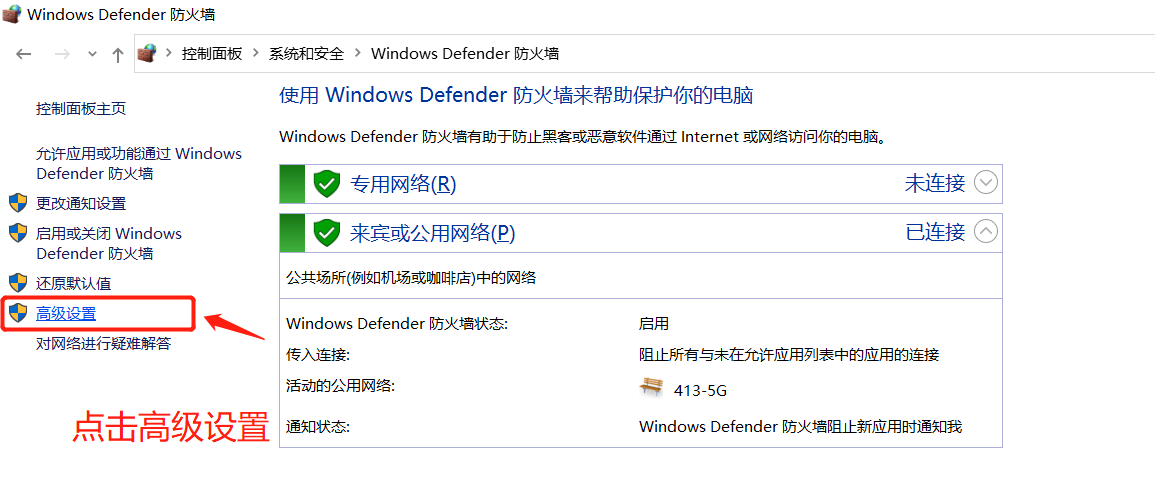 Windows Defender 防火墙
控制面板 > 系统和安全 > Windows Defender 防火墙
控制面板主页
允许应用或功能通过 Windows
Defender 防火墙
更改通知设置
启用或关闭 Windows
Defender 防火墙
还原默认值
高级设置
对网络进行疑难解答
点击高级设置
使用 Windows Defender 防火墙来帮助保护你的电脑
Windows Defender 防火墙有助于防止黑客或恶意软件通过 Internet 或网络访问你的电脑。
专用网络(R) 未连接
来宾或公用网络(P) 已连接
公共场所(例如机场或咖啡店)中的网络
Windows Defender 防火墙状态: 启用
传入连接: 阻止所有与未在允许应用列表中的应用的连接
活动的公用网络: 413-5G
通知状态: Windows Defender 防火墙阻止新应用时通知我